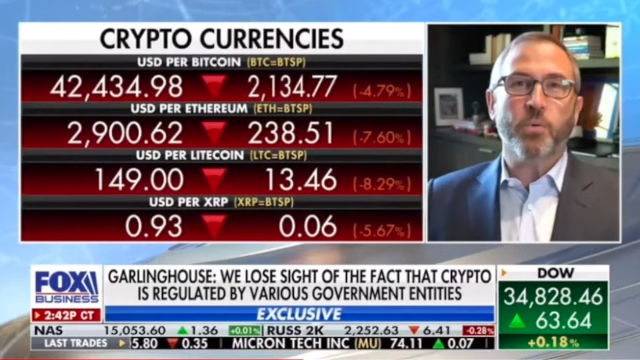 CRYPTO CURRENCIES
USD PER BITCOIN (BTC=BTSP)
42,434.98 ▼ 2,134.77 (-4.79%)
USD PER ETHEREUM (ETH=BTSP)
2,900.62 ▼ 238.51 (-7.60%)
USD PER LITECOIN (LTC=BTSP)
149.00 ▼ 13.46 (-8.29%)
USD PER XRP (XRP=BTSP)
0.93 ▼ 0.06 (-5.67%)
FOX
BUSINESS
2:42P CT
GARLINGHOUSE: WE LOSE SIGHT OF THE FACT THAT CRYPTO
IS REGULATED BY VARIOUS GOVERNMENT ENTITIES
EXCLUSIVE
DOW
34,828.46
▲ 63.64
+0.18%
NAS 15,053.60 ▲ 1.36 +0.01% RUSS 2K 2,252.63 ▼ 6.41 -0.28%
LAST TRADES 5.80 ▼ 0.35 MICRON TECH INC (MU) 74.11 ▲ 0.07